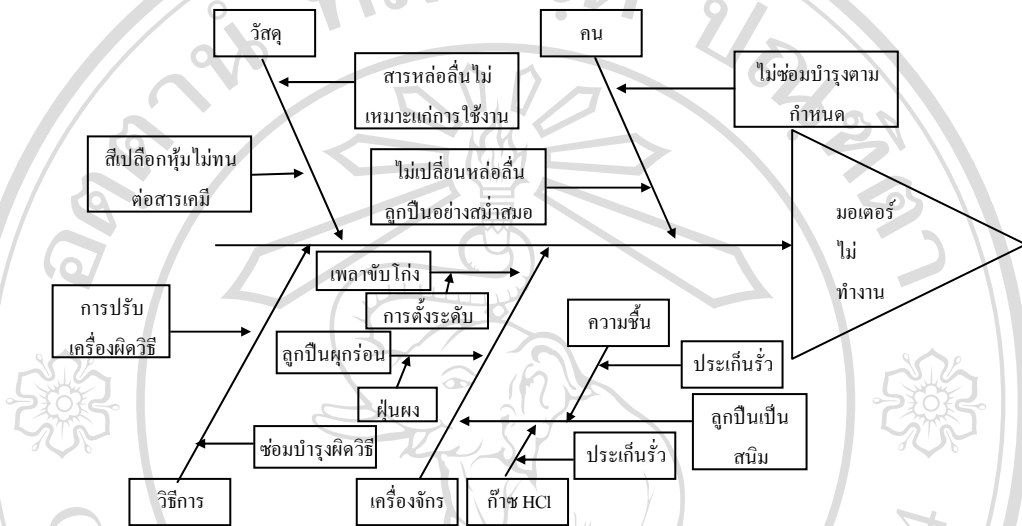 วัสดุ
คน
สารหล่อลื่นไม่
เหมาะแก่การใช้งาน
ไม่ซ่อมบำรุงตาม
กำหนด
สีเปลือกหุ้มไม่ทน
ต่อสารเคมี
ไม่เปลี่ยนหล่อลื่น
ลูกปืนอย่างสม่ำสมอ
มอเตอร์
ไม่
ทำงาน
เพลาขับโก่ง
การตั้งระดับ
การปรับ
เครื่องผิดวิธี
ความชื้น
ลูกปืนผุกร่อน
ประเก็นรั่ว
ฝุ่นผง
ลูกปืนเป็น
สนิม
ซ่อมบำรุงผิดวิธี
ประเก็นรั่ว
วิธีการ
เครื่องจักร
ก๊าซ HCl